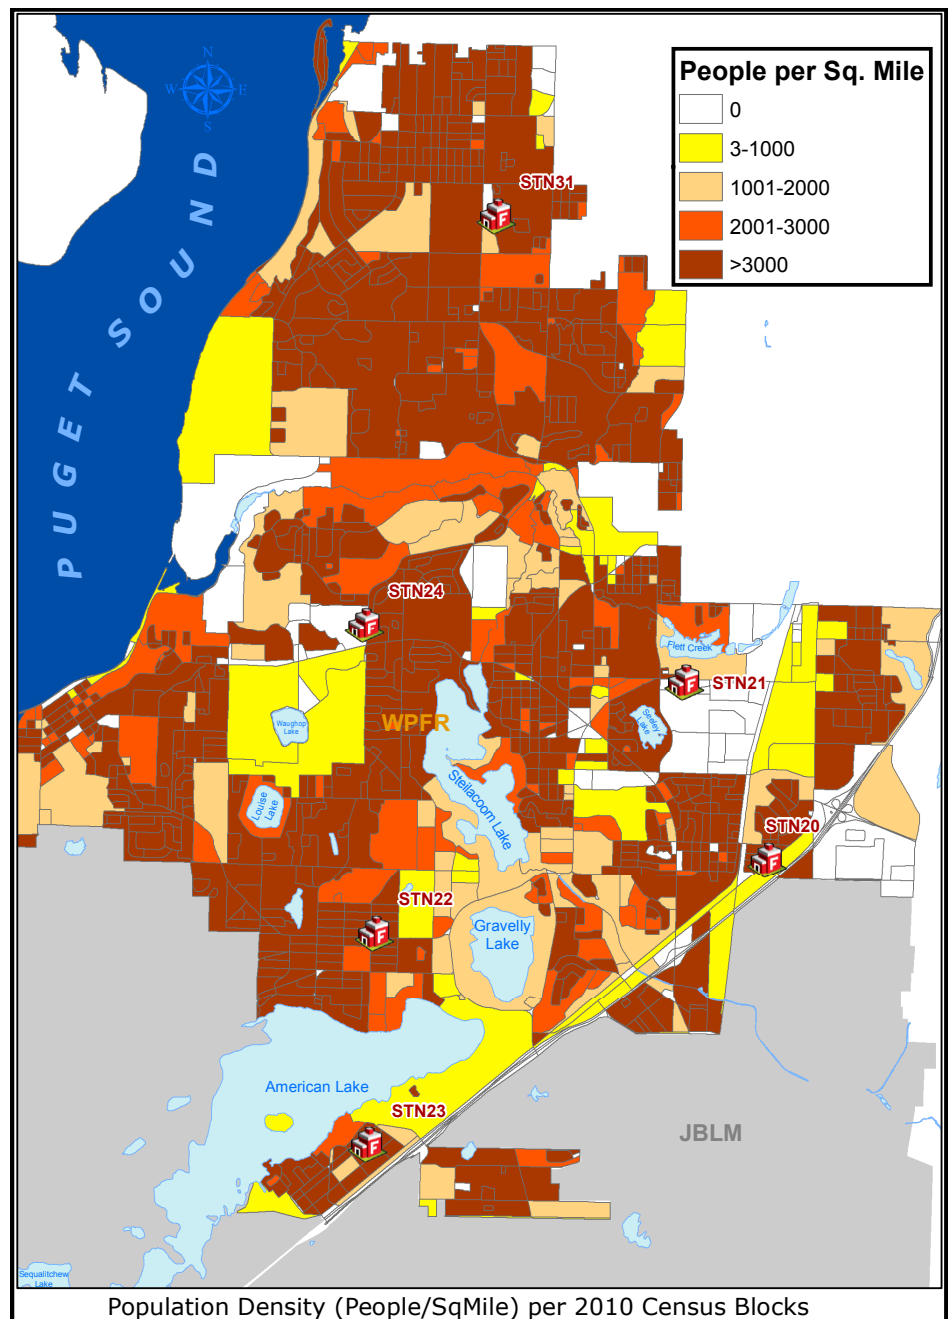 People per Sq. Mile
0
3-1000
1001-2000
2001-3000
>3000
N
W E
S
PUGET SOUND
STN31
STN24
Flett Creek
STN21
WPFR
Seeley
Lake
Waughop
Lake
Steilacoom Lake
Louise
Lake
STN20
STN22
Gravelly
Lake
American Lake
STN23
JBLM
Sequalitchew
Lake
Population Density (People/SqMile) per 2010 Census Blocks